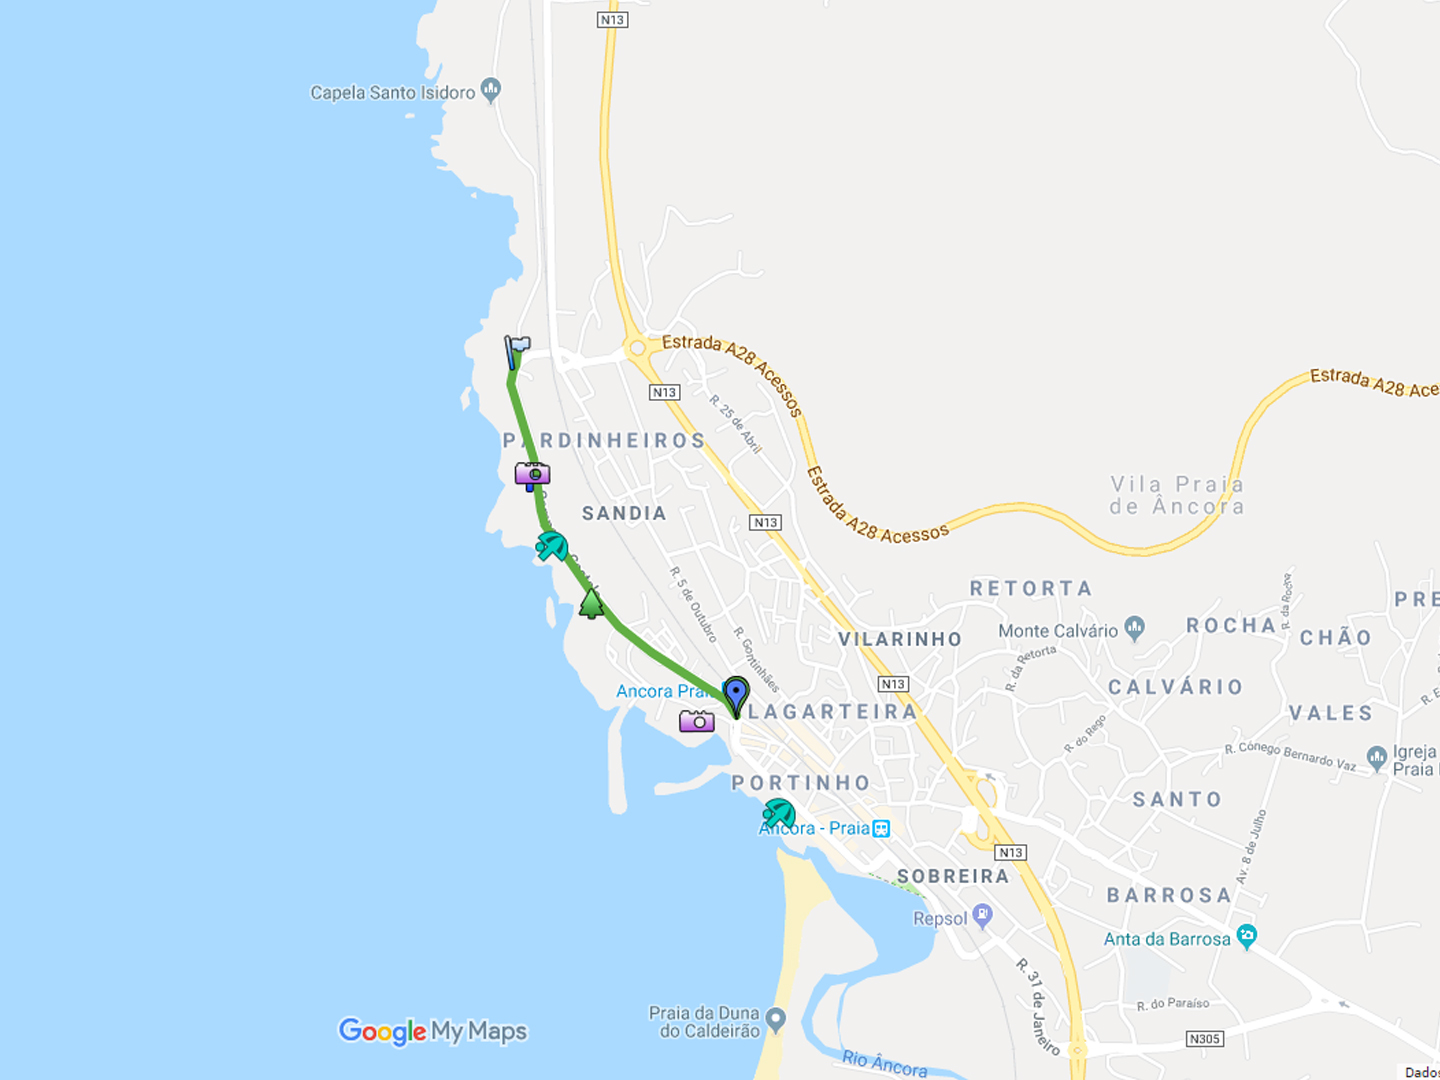 N13
Capela Santo Isidoro
Estrada A28 Acessos
Estrada A28 Ace
N13
R. 25 de Abril
PARDINHEIROS
Vila Praia
de Âncora
SANDIA
N13
Estrada A28 Acessos
R. 5 de Outubro
RETORTA
R. da Rocha
PRE
VILARINHO
Monte Calvário
ROCHA
CHÃO
R. Gontinhães
R. da Retorta
N13
CALVÁRIO
Ancora Praia
LAGARTEIRA
VALES
R. do Rego
R. Cónego Bernardo Vaz
Igreja
Praia
PORTINHO
SANTO
Âncora - Praia
Av. 8 de Julho
N13
SOBREIRA
BARROSA
Repsol
Anta da Barrosa
R. 31 de Janeiro
R. do Paraíso
Praia da Duna
do Caldeirão
Google My Maps
N305
Rio Âncora
Dados